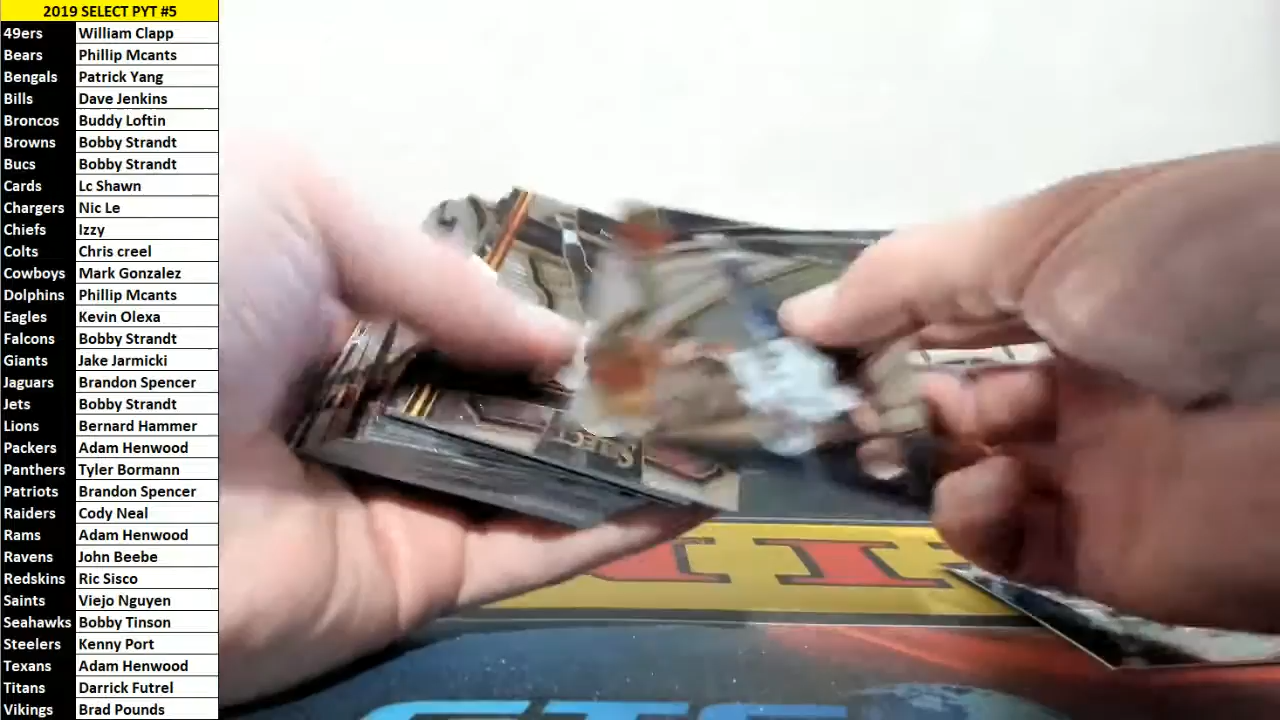 2019 SELECT PYT #5
49ers William Clapp
Bears Phillip Mcants
Bengals Patrick Yang
Bills Dave Jenkins
Broncos Buddy Loftin
Browns Bobby Strandt
Bucs Bobby Strandt
Cards Lc Shawn
Chargers Nic Le
Chiefs Izzy
Colts Chris creel
Cowboys Mark Gonzalez
Dolphins Phillip Mcants
Eagles Kevin Olexa
Falcons Bobby Strandt
Giants Jake Jarmicki
Jaguars Brandon Spencer
Jets Bobby Strandt
Lions Bernard Hammer
Packers Adam Henwood
Panthers Tyler Bormann
Patriots Brandon Spencer
Raiders Cody Neal
Rams Adam Henwood
Ravens John Beebe
Redskins Ric Sisco
Saints Viejo Nguyen
Seahawks Bobby Tinson
Steelers Kenny Port
Texans Adam Henwood
Titans Darrick Futrel
Vikings Brad Pounds
SELECT